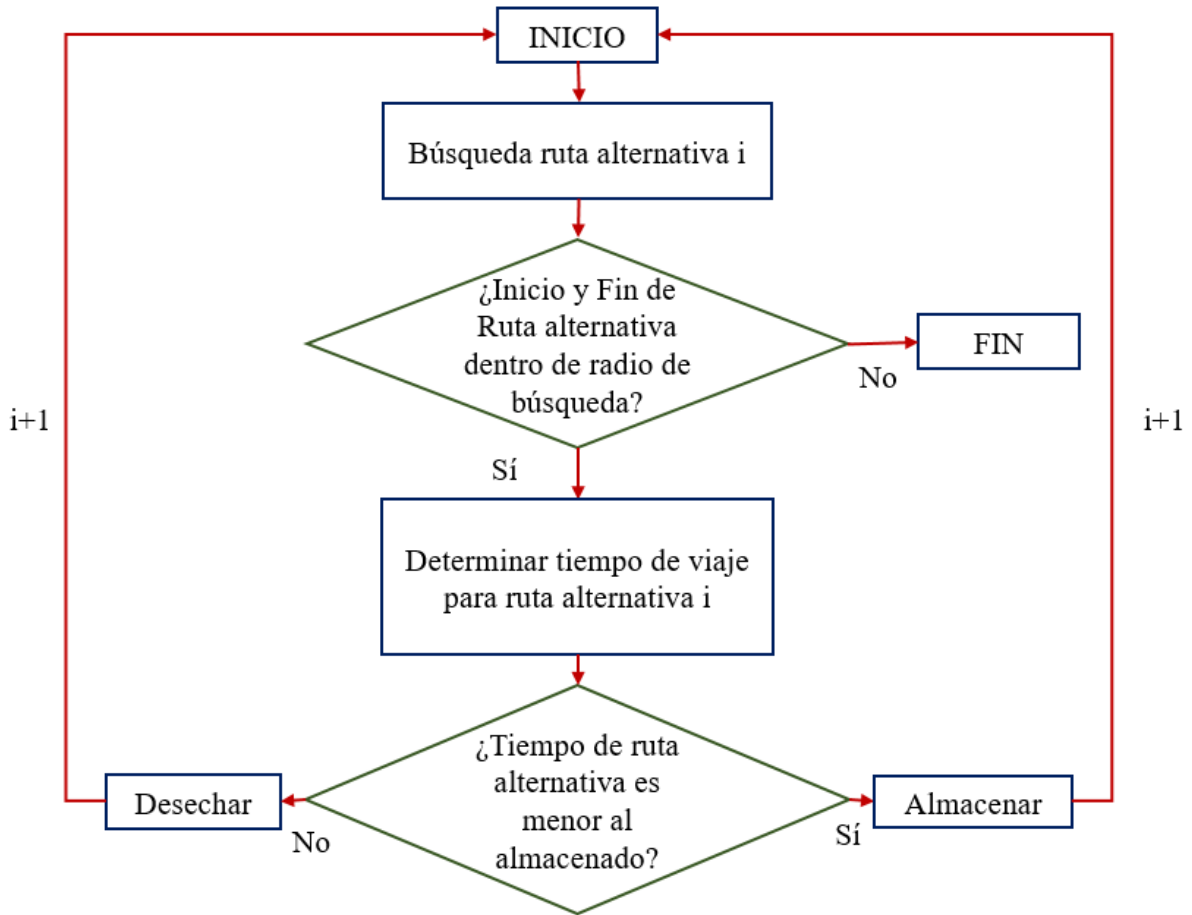 INICIO
Búsqueda ruta alternativa i
¿Inicio y Fin de
Ruta alternativa
dentro de radio de
búsqueda?
FIN
No
i+1
i+1
Sí
Determinar tiempo de viaje
para ruta alternativa i
¿Tiempo de ruta
alternativa es
menor al
almacenado?
Desechar
Almacenar
No
Sí